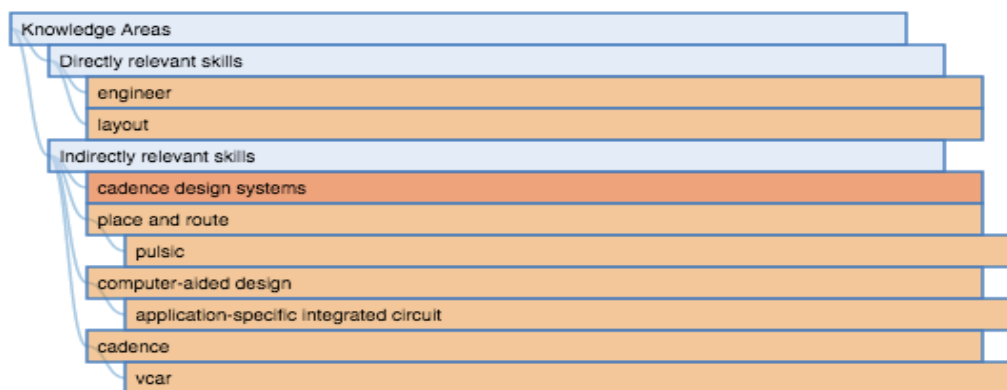 Knowledge Areas
Directly relevant skills
engineer
layout
Indirectly relevant skills
cadence design systems
place and route
pulsic
computer-aided design
application-specific integrated circuit
cadence
vcar